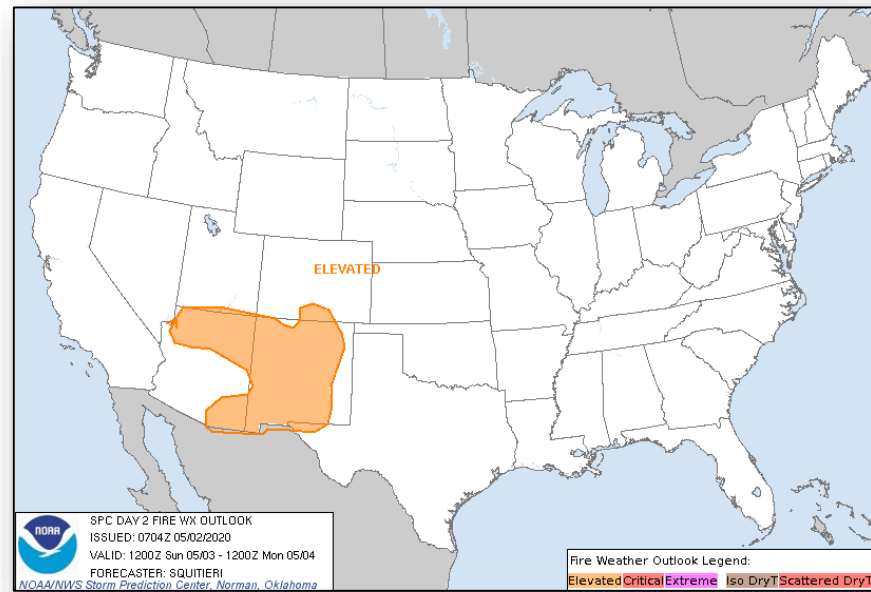 ELEVATED
NOAA
SPC DAY 2 FIRE WX OUTLOOK
ISSUED: 0704Z 05/02/2020
VALID: 1200Z Sun 05/03 - 1200Z Mon 05/04
FORECASTER: SQUITIERI
NOAA/NWS Storm Prediction Center, Norman, Oklahoma
Fire Weather Outlook Legend:
Elevated Critical Extreme Iso DryT Scattered DryT